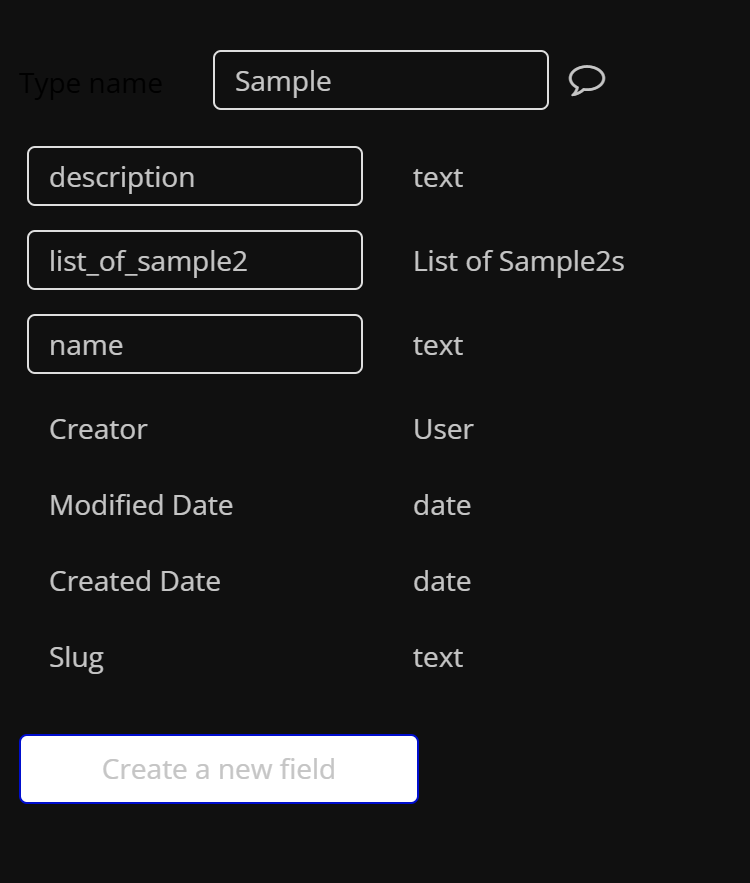 Type name Sample
description text
list_of_sample2 List of Sample2s
name text
Creator User
Modified Date date
Created Date date
Slug text
Create a new field